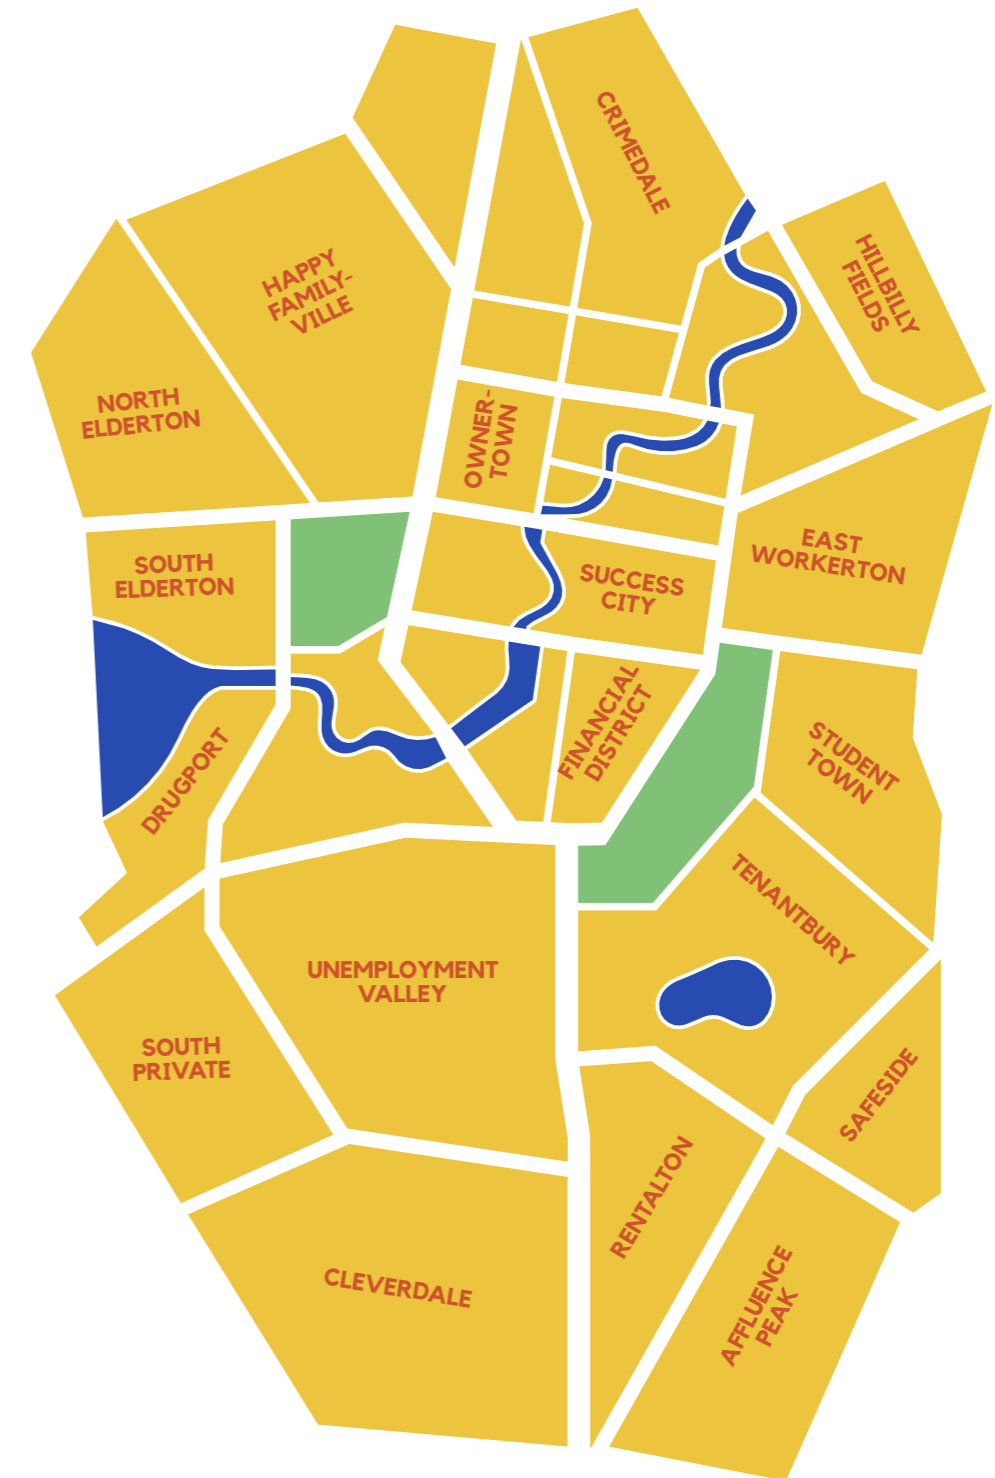 CRIMEDALE
HAPPY
FAMILY-
VILLE
HILLBILLY
FIELDS
NORTH
ELDERTON
OWNER-
TOWN
SOUTH
ELDERTON
SUCCESS
CITY
EAST
WORKERTON
FINANCIAL
DISTRICT
STUDENT
TOWN
DRUGPORT
TENANTBURY
UNEMPLOYMENT
VALLEY
SOUTH
PRIVATE
SAFESIDE
RENTALTON
CLEVERDALE
AFFLUENCE
PEAK